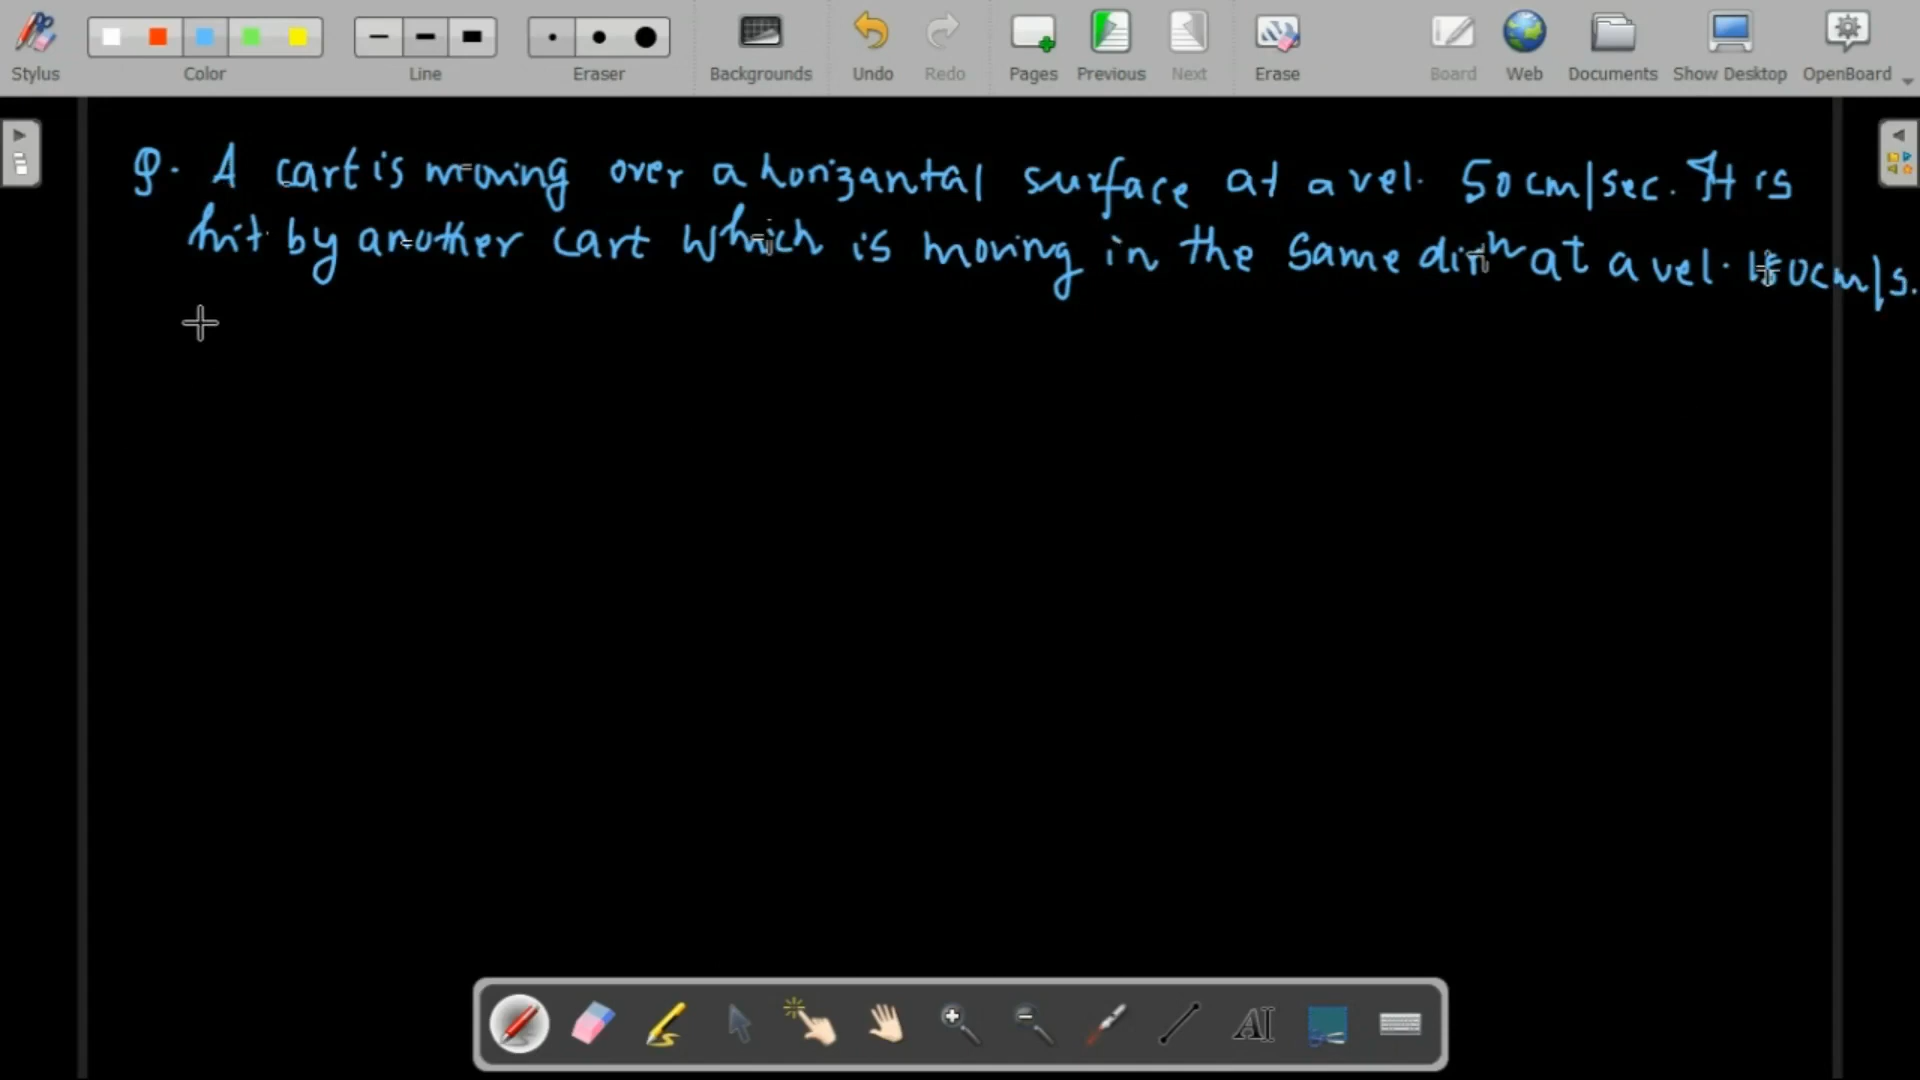 Stylus Color Line Eraser Backgrounds Undo Redo Pages Previous Next Erase Board Web Documents Show Desktop OpenBoard
Q. A cart is moving over a horizantal surface at a vel. 50 cm/sec. It is
hit by another cart which is moving in the same dirn at a vel. cm/s.